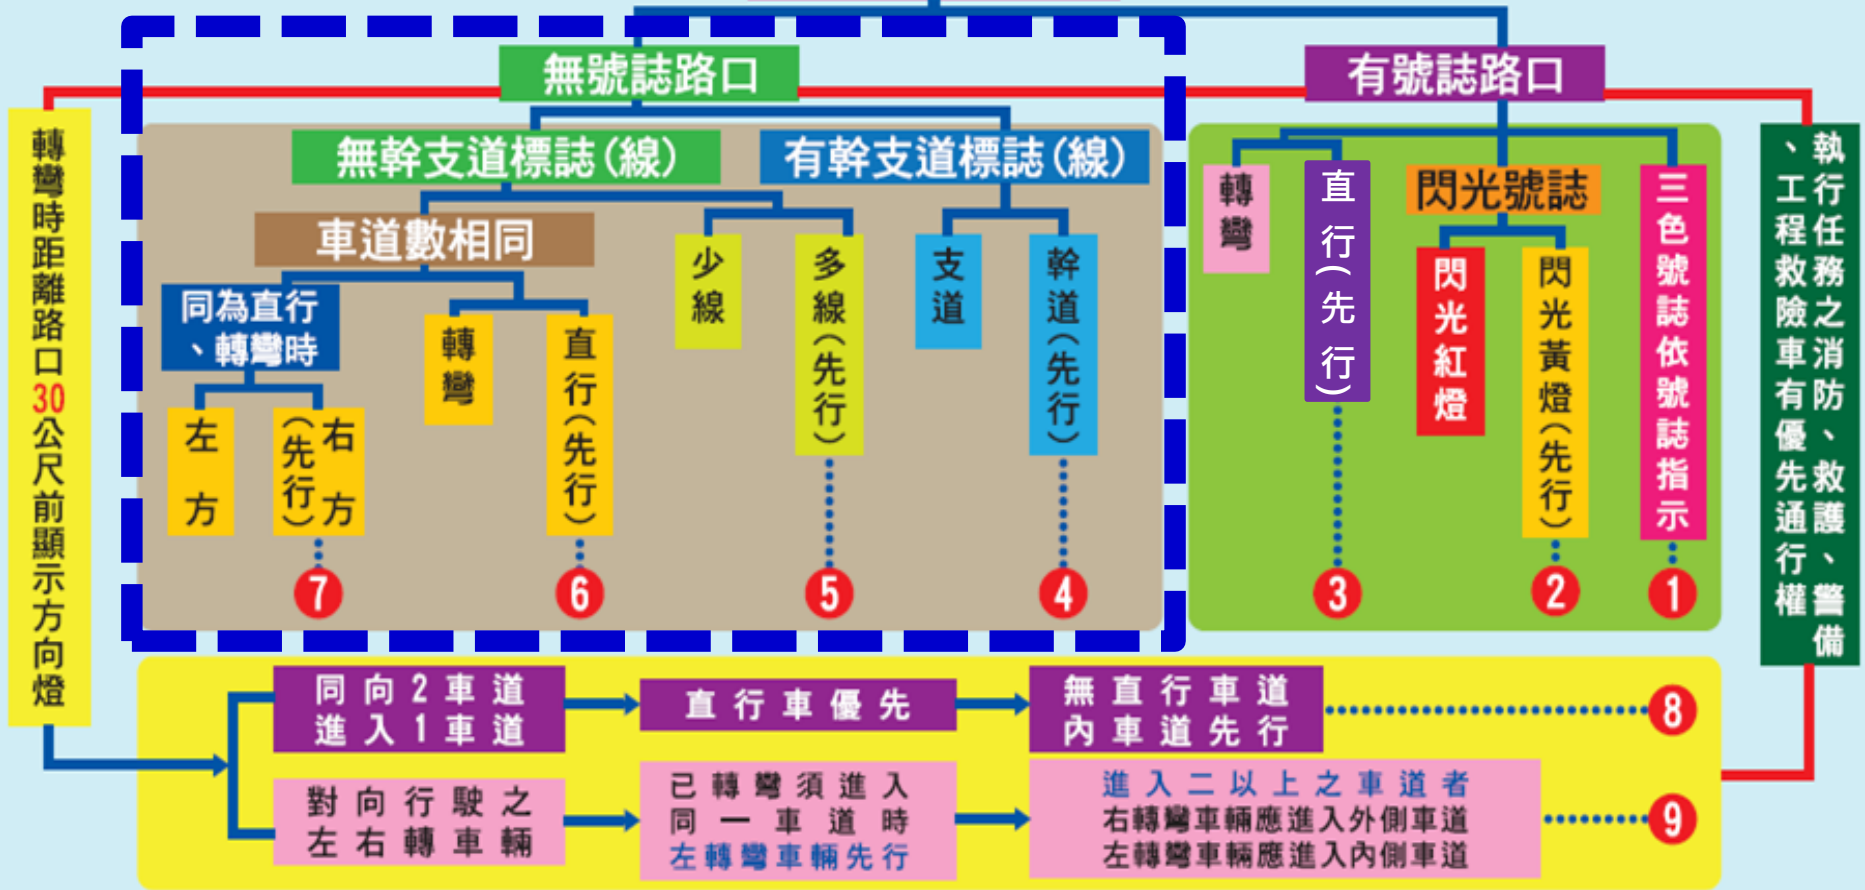 無號誌路口
有號誌路口
轉彎時距離路口30公尺前顯示方向燈
無幹支道標誌(線)
有幹支道標誌(線)
車道數相同
同為直行
、轉彎時
左方
右方
(先行)
轉彎
直行(先行)
少線
多線(先行)
支道
幹道(先行)
轉彎
直行(先行)
閃光號誌
閃光紅燈
閃光黃燈(先行)
三色號誌依號誌指示
執行任務之消防、救護、警備
、工程救險車有優先通行權
7
6
5
4
3
2
1
同向2車道
進入1車道
直行車優先
無直行車道
內車道先行
8
對向行駛之
左右轉車輛
已轉彎須進入
同一車道時
左轉彎車輛先行
進入二以上之車道者
右轉彎車輛應進入外側車道
左轉彎車輛應進入內側車道
9